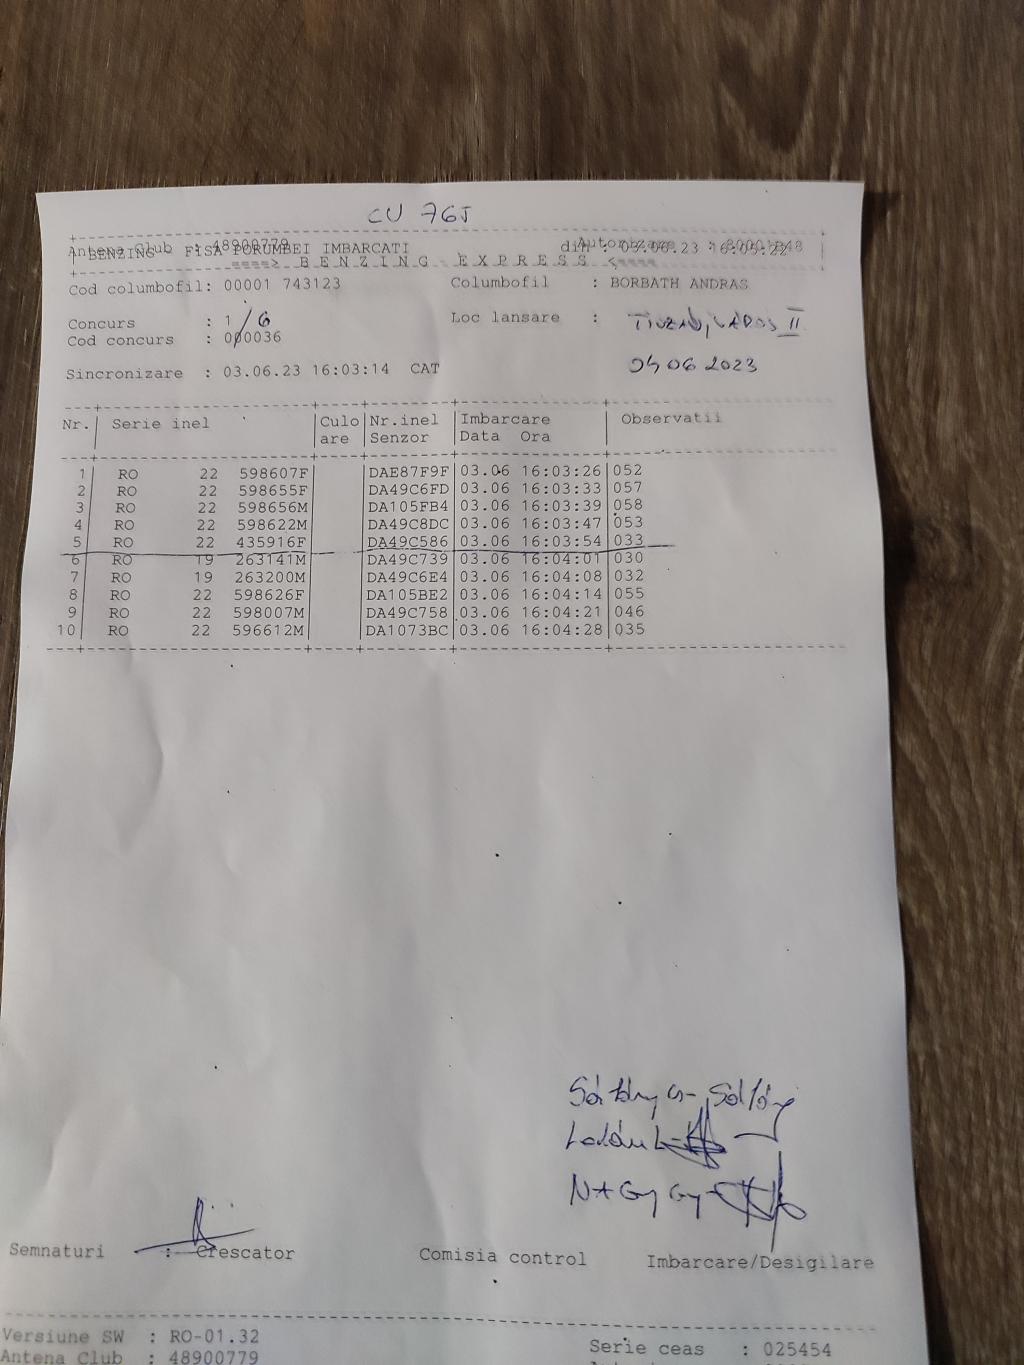 CU 765
Antena Club : 48900779
BENZING - FISA PORUMBEI IMBARCATI
====> B E N Z I N G E X P R E S S <====
Cod columbofil: 00001 743123 Columbofil : BORBATH ANDRAS
Concurs : 1/6 Loc lansare : II
Cod concurs : 000036
04 06 2023
Sincronizare : 03.06.23 16:03:14 CAT
Nr. Serie inel Culo Nr.inel Imbarcare Observatii
are Senzor Data Ora
1 RO 22 598607F DAE87F9F 03.06 16:03:26 052
2 RO 22 598655F DA49C6FD 03.06 16:03:33 057
3 RO 22 598656M DA105FB4 03.06 16:03:39 058
4 RO 22 598622M DA49C8DC 03.06 16:03:47 053
5 RO 22 435916F DA49C586 03.06 16:03:54 033
6 RO 19 263141M DA49C739 03.06 16:04:01 030
7 RO 19 263200M DA49C6E4 03.06 16:04:08 032
8 RO 22 598626F DA105BE2 03.06 16:04:14 055
9 RO 22 598007M DA49C758 03.06 16:04:21 046
10 RO 22 596612M DA1073BC 03.06 16:04:28 035
NAGY GY
Semnaturi : Crescator Comisia control Imbarcare/Desigilare
Versiune SW : RO-01.32
Serie ceas : 025454
Antena Club : 48900779